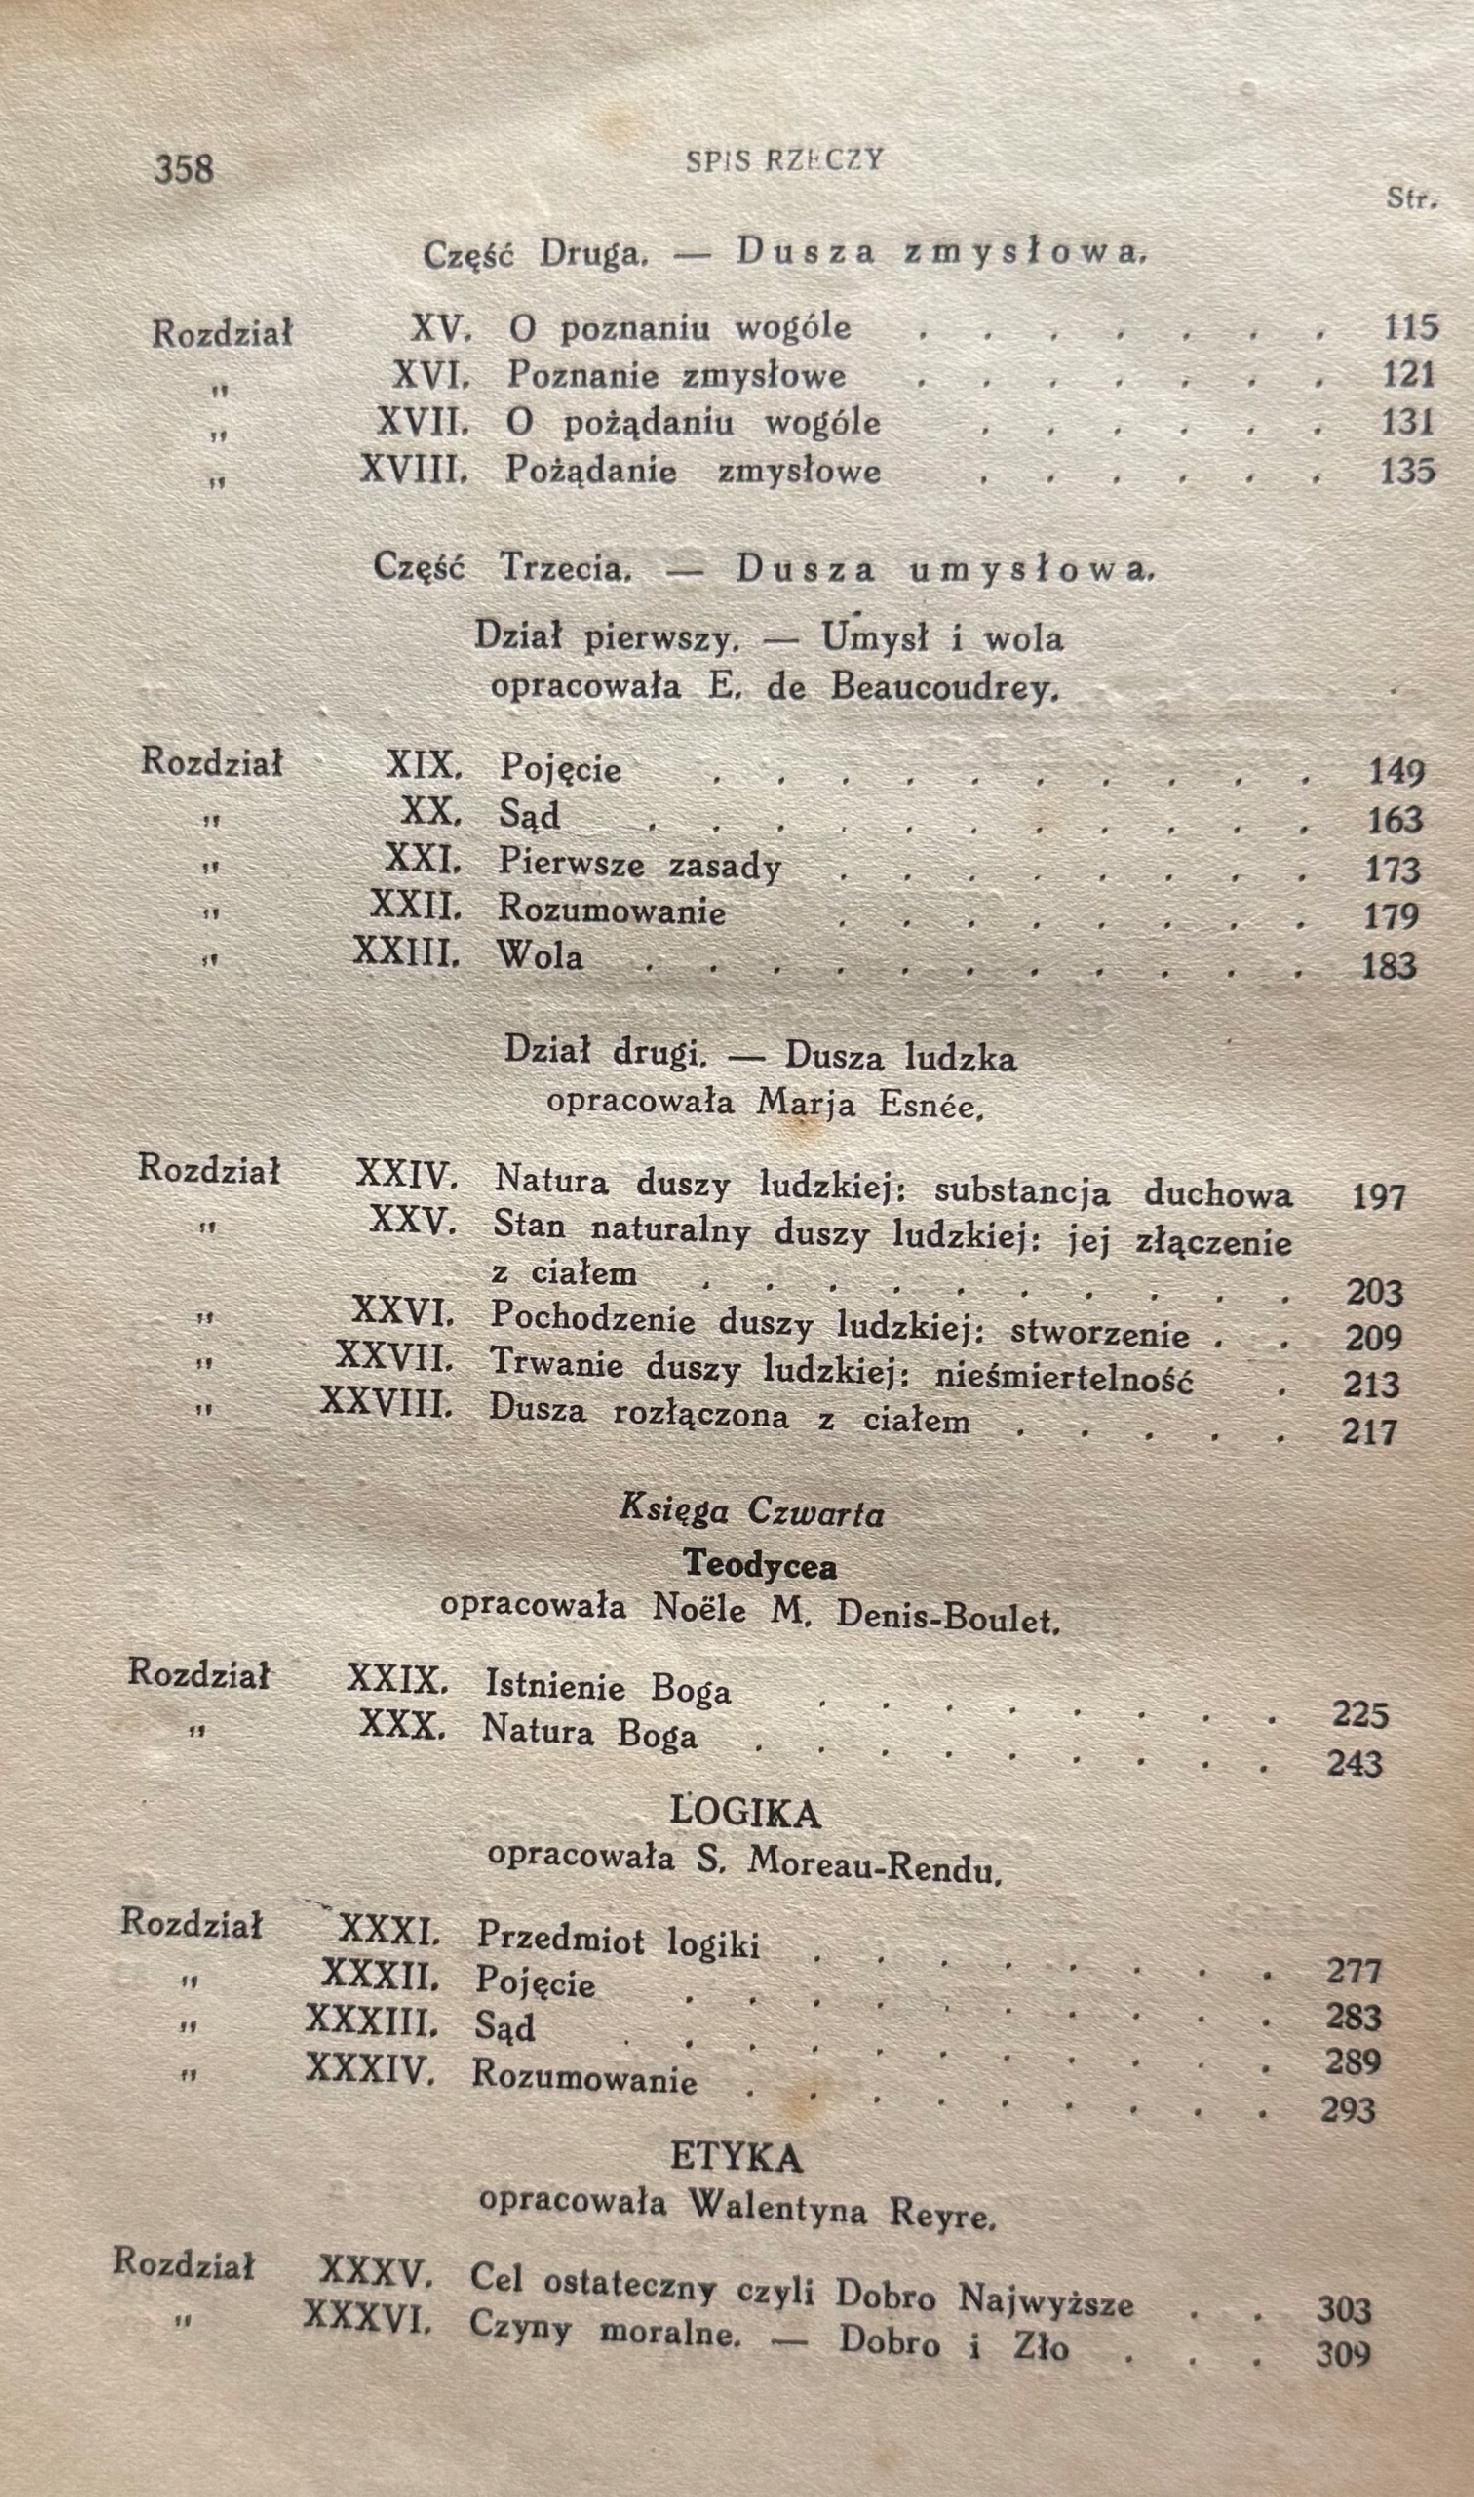 358 SPIS RZECZY
Str.
Część Druga. — Dusza zmysłowa.
Rozdział XV. O poznaniu wogóle . . . . . . . 115
„ XVI. Poznanie zmysłowe . . . . . . . 121
„ XVII. O pożądaniu wogóle . . . . . . 131
„ XVIII. Pożądanie zmysłowe . . . . . . 135
Część Trzecia. — Dusza umysłowa.
Dział pierwszy. — Umysł i wola
opracowała E. de Beaucoudrey.
Rozdział XIX. Pojęcie . . . . . . . . . . 149
„ XX. Sąd . . . . . . . . . . . 163
„ XXI. Pierwsze zasady . . . . . . . . 173
„ XXII. Rozumowanie . . . . . . . . 179
„ XXIII. Wola . . . . . . . . . . . 183
Dział drugi. — Dusza ludzka
opracowała Marja Esnée.
Rozdział XXIV. Natura duszy ludzkiej: substancja duchowa 197
„ XXV. Stan naturalny duszy ludzkiej: jej złączenie
z ciałem . . . . . . . . . . 203
„ XXVI. Pochodzenie duszy ludzkiej: stworzenie . . 209
„ XXVII. Trwanie duszy ludzkiej: nieśmiertelność . 213
„ XXVIII. Dusza rozłączona z ciałem . . . . . 217
Księga Czwarta
Teodycea
opracowała Noële M. Denis-Boulet.
Rozdział XXIX. Istnienie Boga . . . . . . . . 225
„ XXX. Natura Boga . . . . . . . . . 243
LOGIKA
opracowała S. Moreau-Rendu.
Rozdział XXXI. Przedmiot logiki . . . . . . . . 277
„ XXXII. Pojęcie . . . . . . . . . . 283
„ XXXIII. Sąd . . . . . . . . . . . 289
„ XXXIV. Rozumowanie . . . . . . . . . 293
ETYKA
opracowała Walentyna Reyre.
Rozdział XXXV. Cel ostateczny czyli Dobro Najwyższe . . 303
„ XXXVI. Czyny moralne. — Dobro i Zło . . . 309